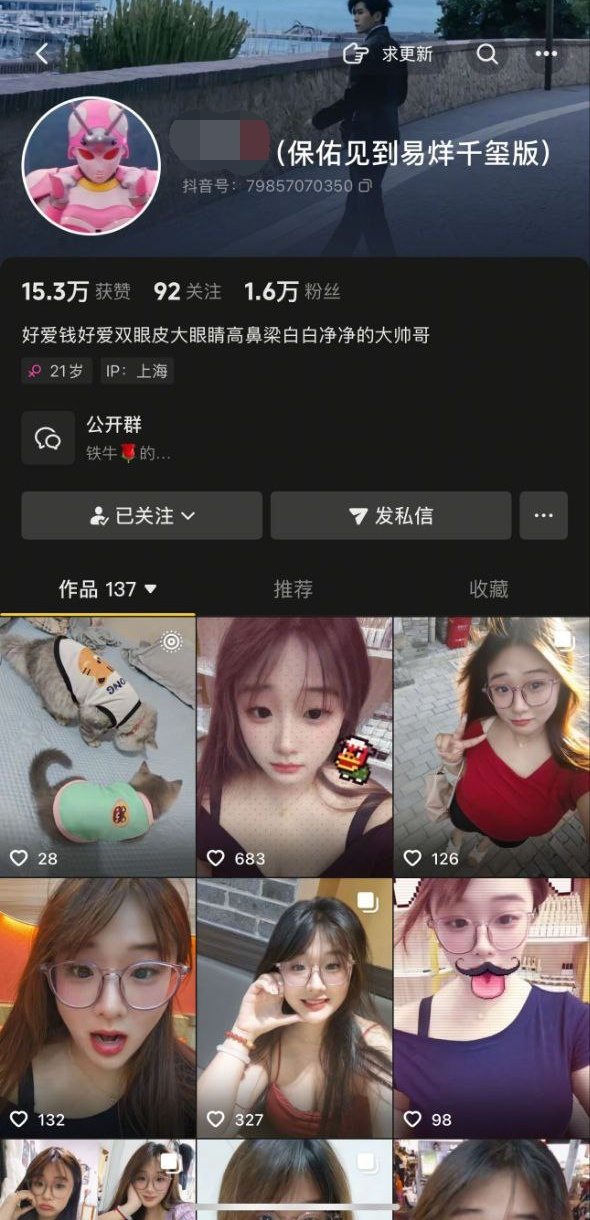 求更新
(保佑见到易烊千玺版)
抖音号：79857070350
15.3万 获赞 92 关注 1.6万 粉丝
好爱钱好爱双眼皮大眼睛高鼻梁白白净净的大帅哥
21岁 IP：上海
公开群
铁牛🌹的...
已关注 发私信
作品 137 推荐 收藏
28 683 126
132 327 98